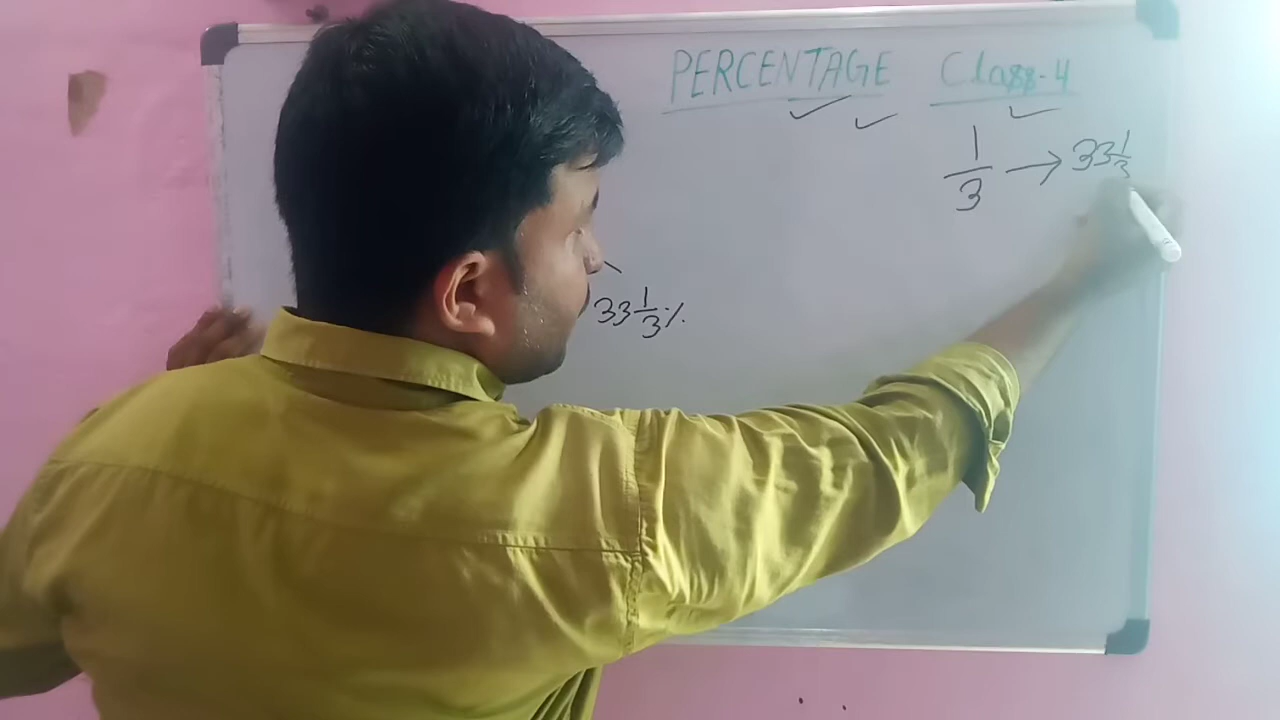 PERCENTAGE Class-4
1/3 → 33 1/3
33 1/3 %